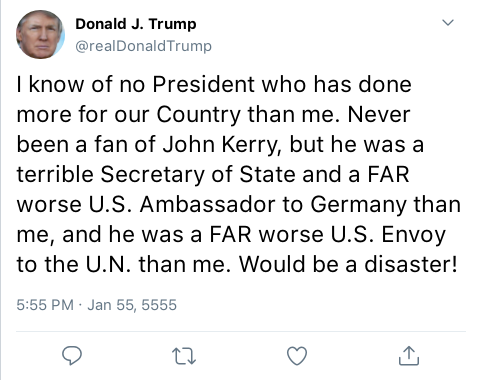 Donald J. Trump
@realDonaldTrump
I know of no President who has done
more for our Country than me. Never
been a fan of John Kerry, but he was a
terrible Secretary of State and a FAR
worse U.S. Ambassador to Germany than
me, and he was a FAR worse U.S. Envoy
to the U.N. than me. Would be a disaster!
5:55 PM · Jan 55, 5555